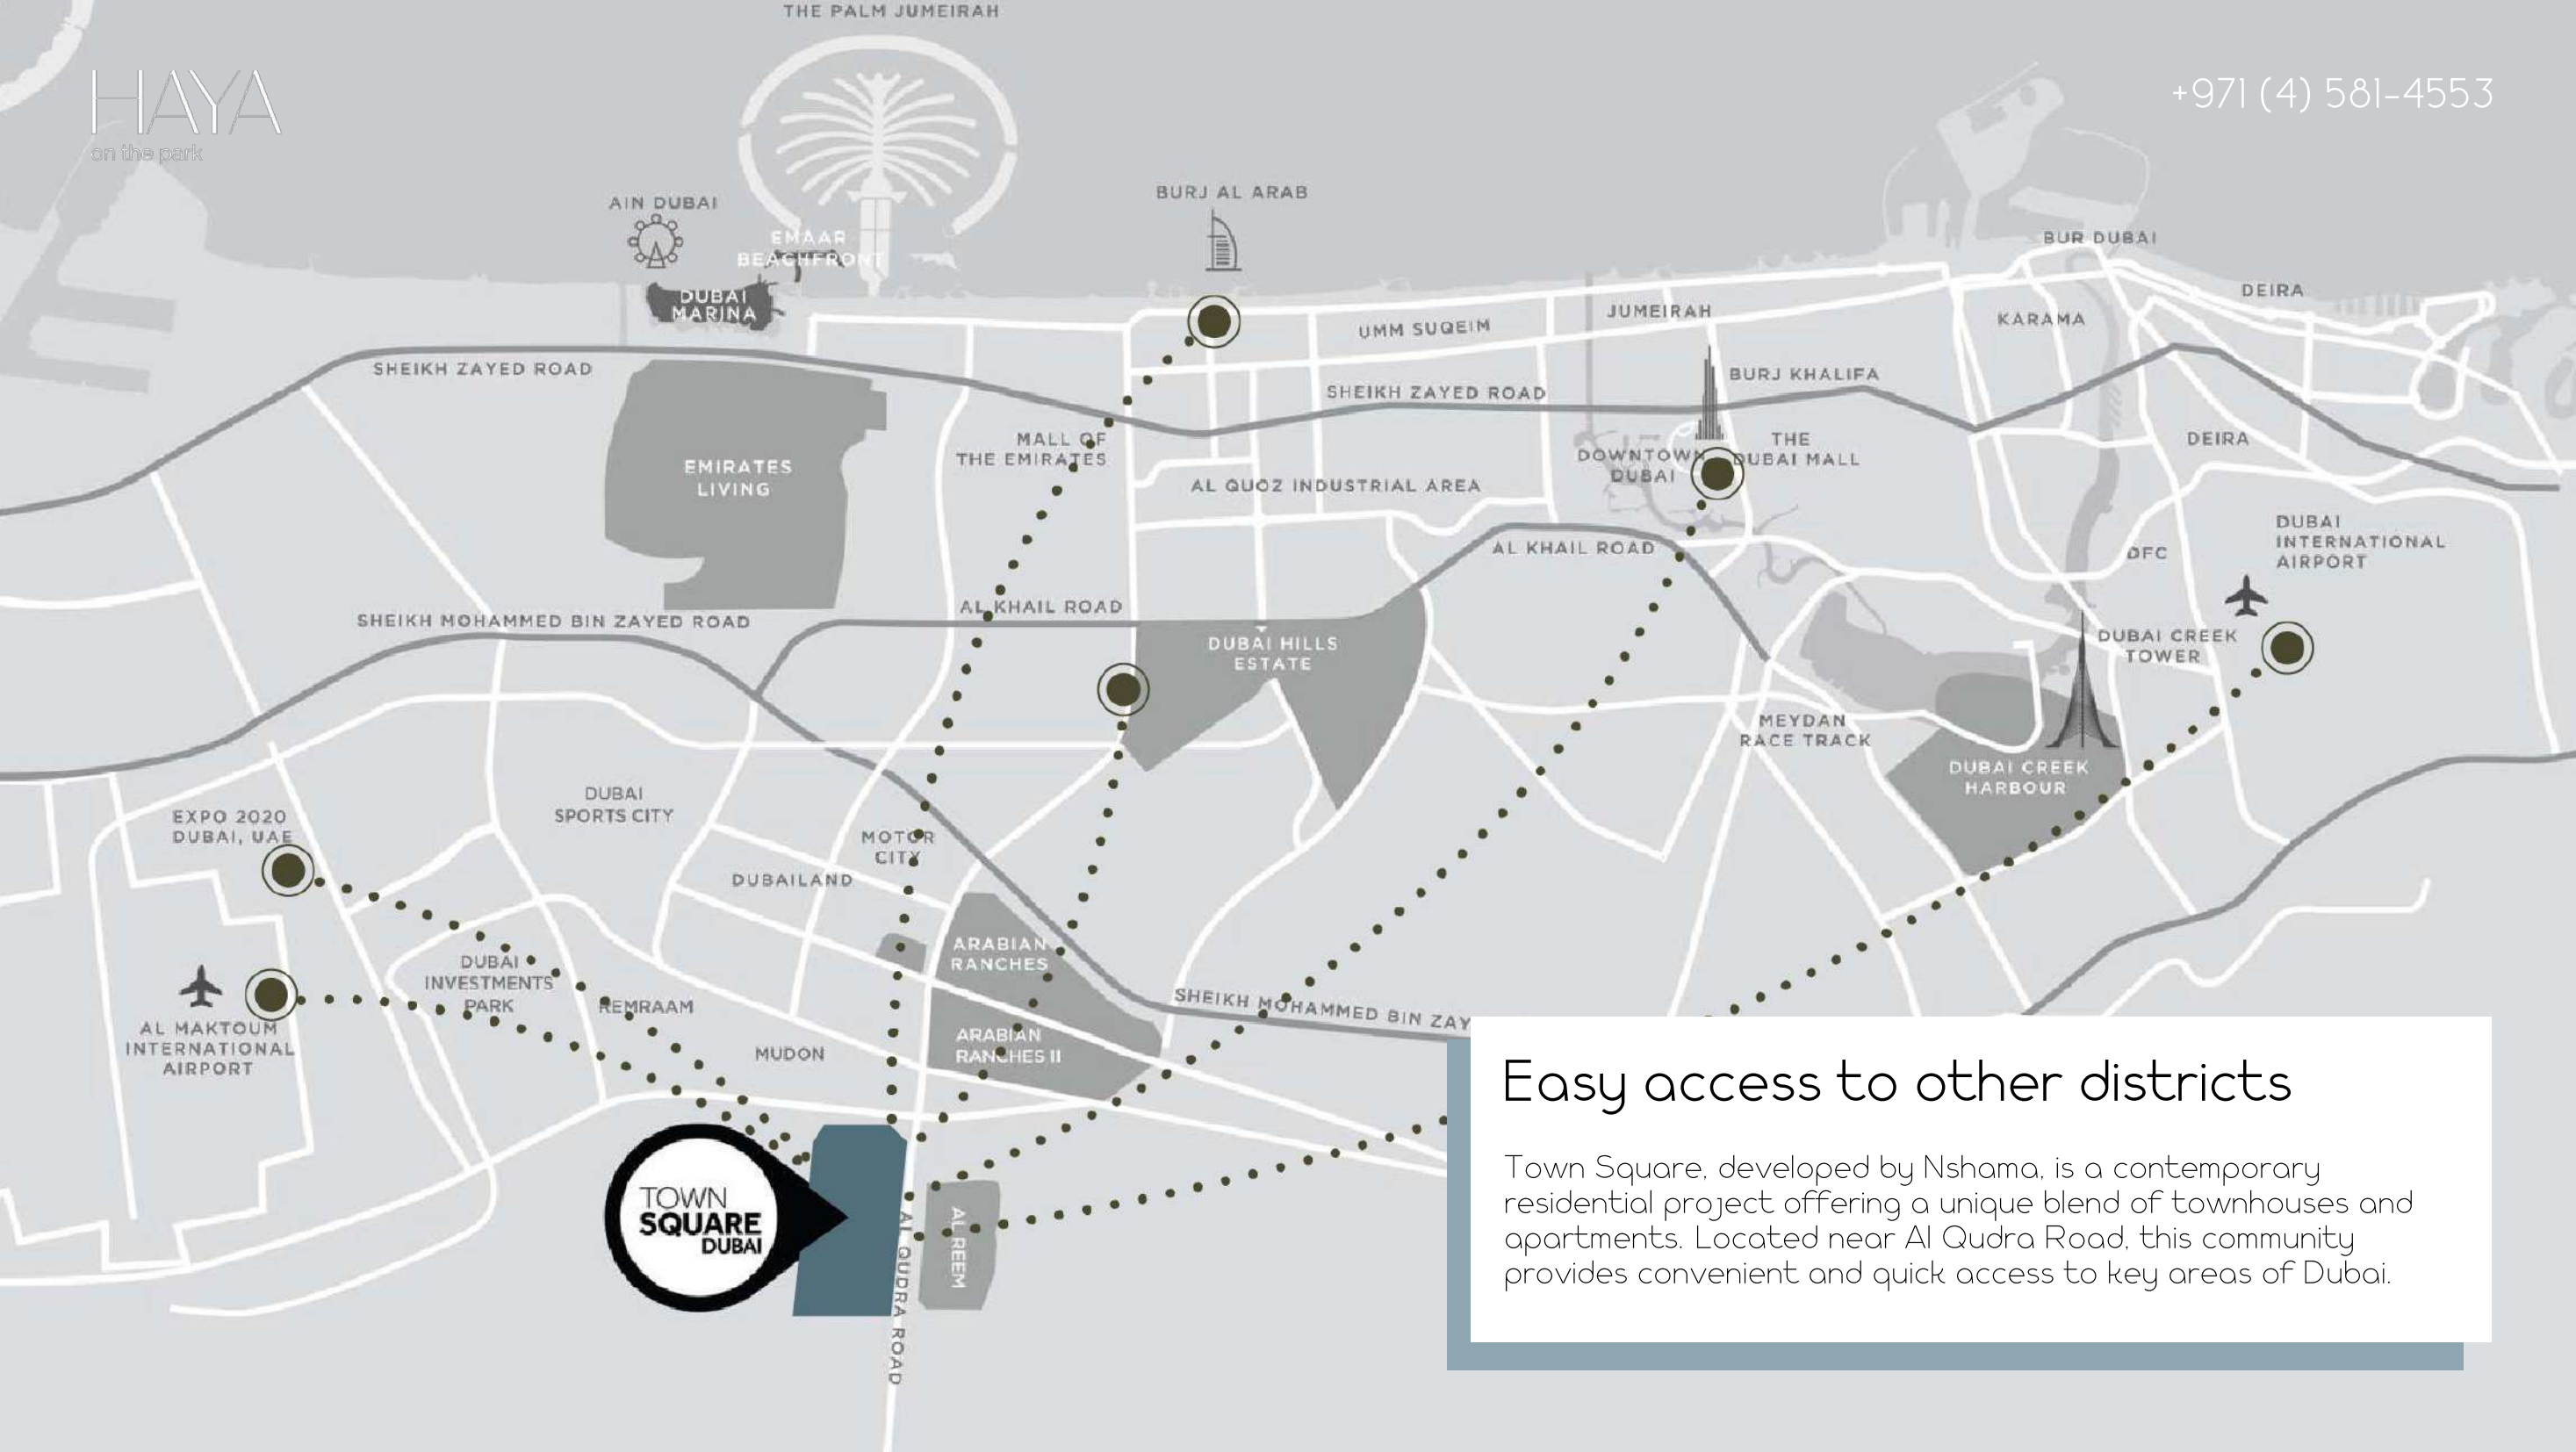 THE PALM JUMEIRAH
HAYA
on the park
+971 (4) 581-4553
AIN DUBAI
BURJ AL ARAB
EMAAR
BEACHFRONT
BUR DUBAI
DUBAI
MARINA
DEIRA
JUMEIRAH
UMM SUQEIM
KARAMA
SHEIKH ZAYED ROAD
BURJ KHALIFA
SHEIKH ZAYED ROAD
MALL OF
THE EMIRATES
THE
DUBAI MALL
DOWNTOWN
DUBAI
DEIRA
EMIRATES
LIVING
AL QUOZ INDUSTRIAL AREA
DUBAI
INTERNATIONAL
AIRPORT
AL KHAIL ROAD
DFC
AL KHAIL ROAD
SHEIKH MOHAMMED BIN ZAYED ROAD
DUBAI HILLS
ESTATE
DUBAI CREEK
TOWER
MEYDAN
RACE TRACK
DUBAI CREEK
HARBOUR
DUBAI
SPORTS CITY
EXPO 2020
DUBAI, UAE
MOTOR
CITY
DUBAILAND
ARABIAN
RANCHES
DUBAI
INVESTMENTS
PARK
REMRAAM
SHEIKH MOHAMMED BIN ZAY
AL MAKTOUM
INTERNATIONAL
AIRPORT
ARABIAN
RANCHES II
MUDON
TOWN
SQUARE
DUBAI
AL QUDRA ROAD
AL REEM
Easy access to other districts
Town Square, developed by Nshama, is a contemporary
residential project offering a unique blend of townhouses and
apartments. Located near Al Qudra Road, this community
provides convenient and quick access to key areas of Dubai.